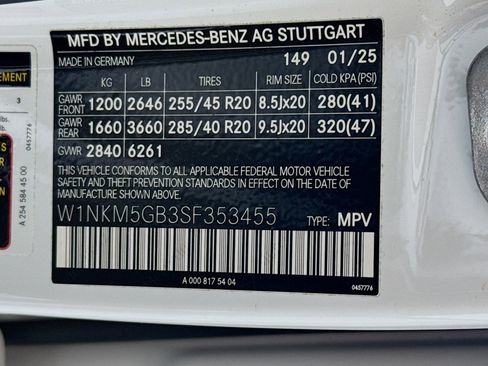 MFD BY MERCEDES-BENZ AG STUTTGART
MADE IN GERMANY 149 01/25
KG LB TIRES RIM SIZE COLD KPA (PSI)
GAWR FRONT 1200 2646 255/45 R20 8.5Jx20 280(41)
GAWR REAR 1660 3660 285/40 R20 9.5Jx20 320(47)
GVWR 2840 6261
THIS VEHICLE CONFORMS TO ALL APPLICABLE FEDERAL MOTOR VEHICLE
SAFETY STANDARDS IN EFFECT ON THE DATE
OF MANUFACTURE SHOWN ABOVE.
W1NKM5GB3SF353455 TYPE: MPV
A 000 817 54 04
0457776
EMENT
3
lbs.
lbs.
0457776
A 254 584 45 00